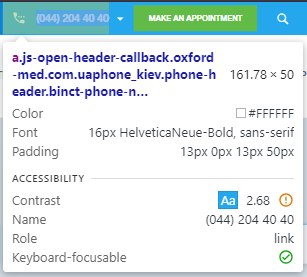 (044) 204 40 40
MAKE AN APPOINTMENT
a.js-open-header-callback.oxford
-med.com.uaphone_kiev.phone-h
eader.binct-phone-n...
161.78 × 50
Color
#FFFFFF
Font
16px HelveticaNeue-Bold, sans-serif
Padding
13px 0px 13px 50px
ACCESSIBILITY
Contrast
Aa 2.68
Name
(044) 204 40 40
Role
link
Keyboard-focusable